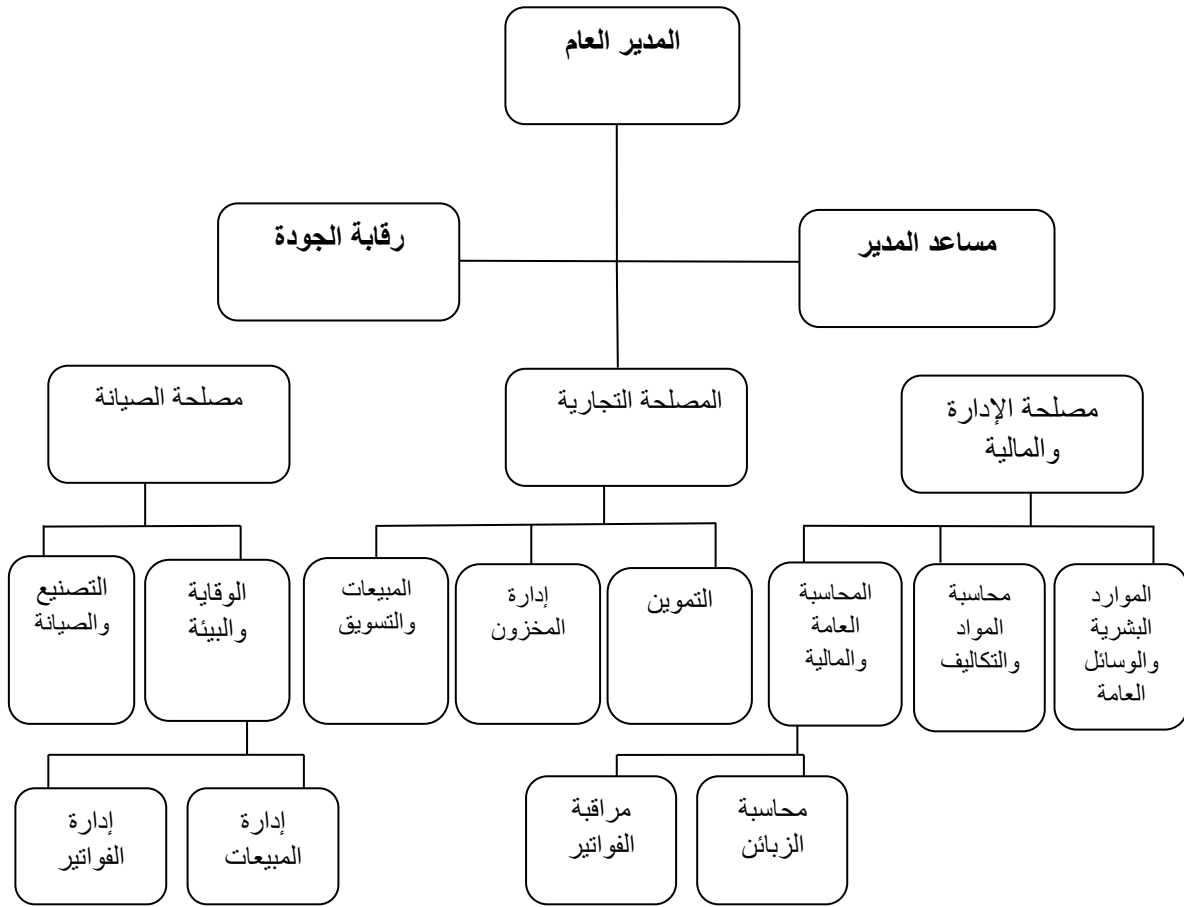 المدير العام
مساعد المدير
رقابة الجودة
مصلحة الإدارة
والمالية
المصلحة التجارية
مصلحة الصيانة
الموارد
البشرية
والوسائل
العامة
محاسبة
المواد
والتكاليف
المحاسبة
العامة
والمالية
التموين
إدارة
المخزون
المبيعات
والتسويق
الوقاية
والبيئة
التصنيع
والصيانة
محاسبة
الزبائن
مراقبة
الفواتير
إدارة
المبيعات
إدارة
الفواتير